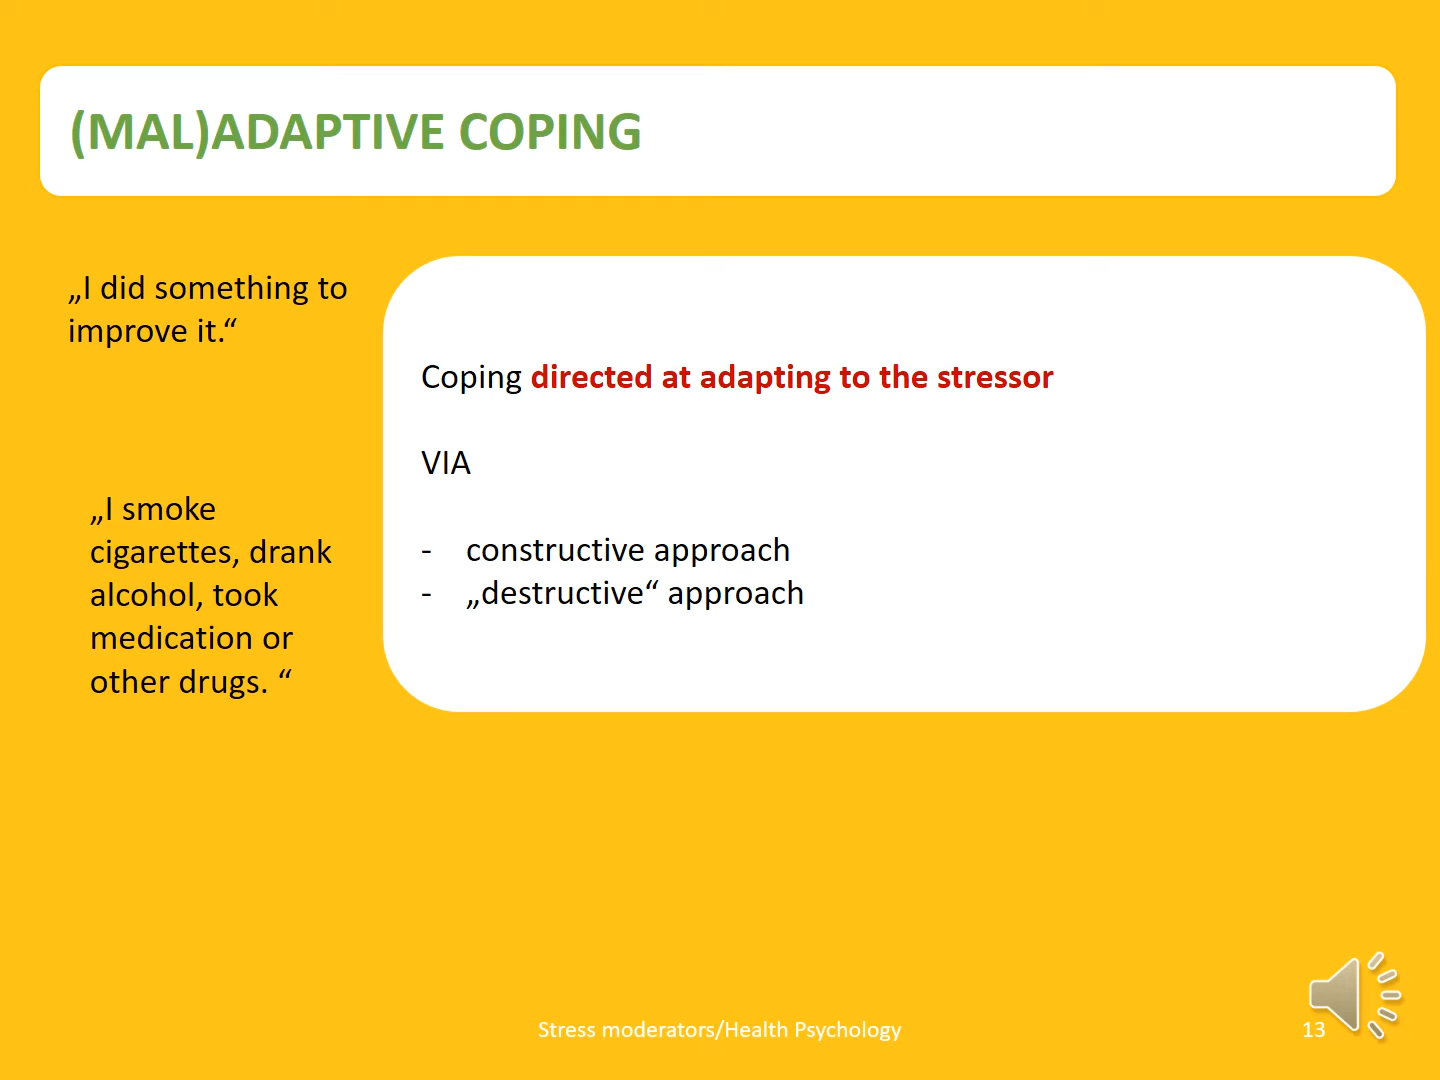 (MAL)ADAPTIVE COPING
„I did something to
improve it.“
„I smoke
cigarettes, drank
alcohol, took
medication or
other drugs. “
Coping directed at adapting to the stressor
VIA
- constructive approach
- „destructive“ approach
Stress moderators/Health Psychology
13